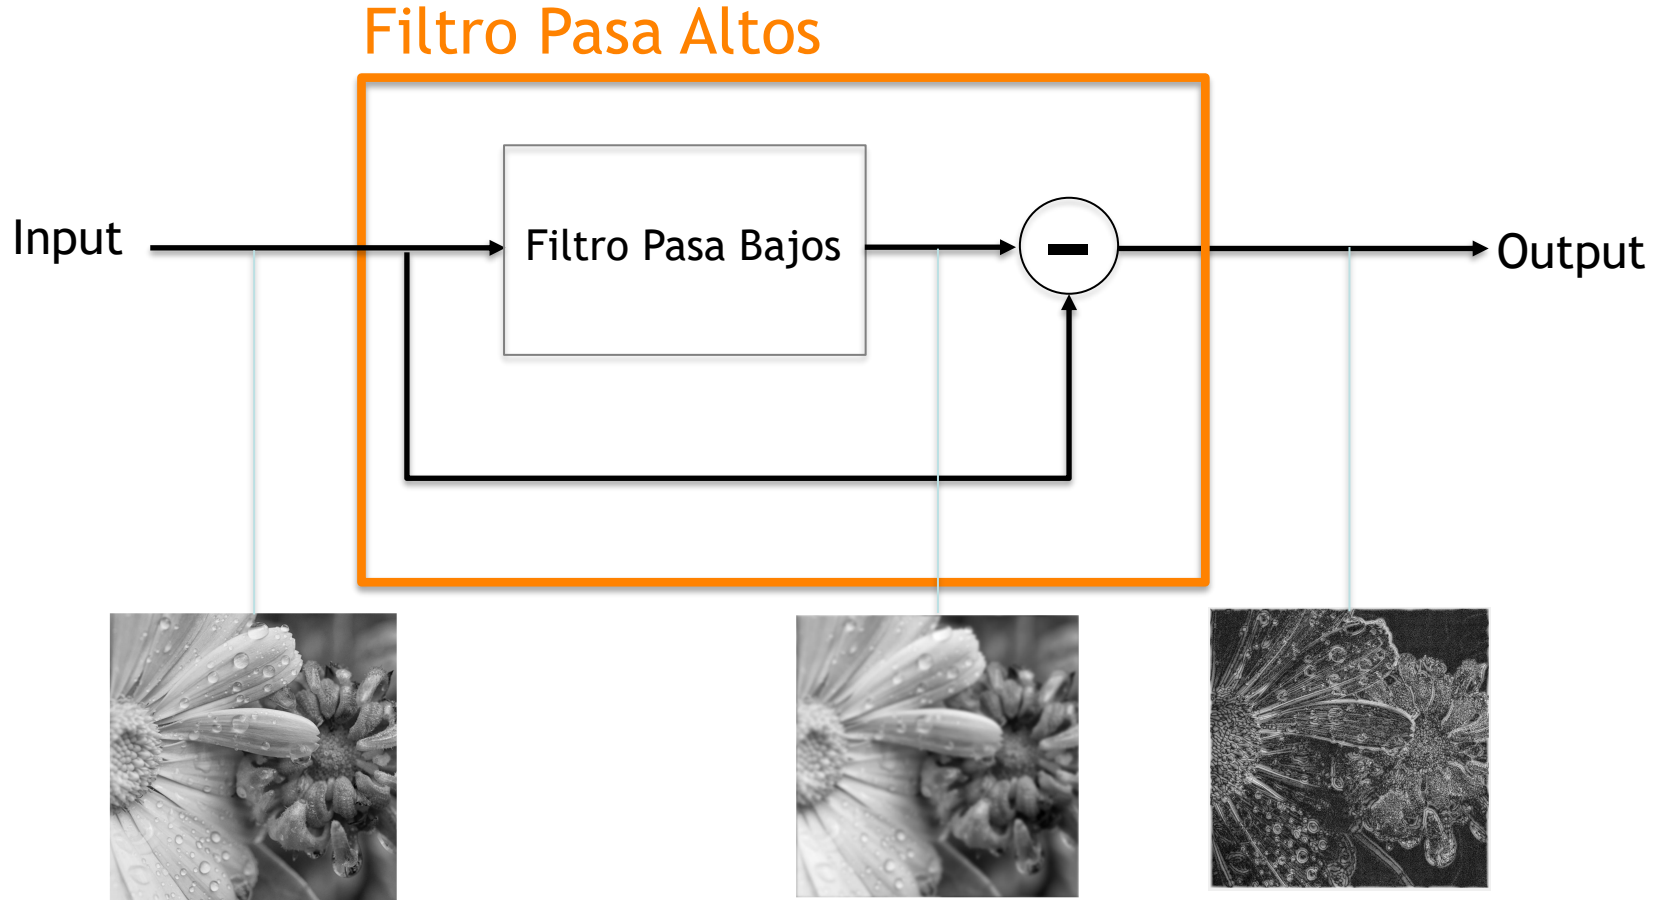 Filtro Pasa Altos
Input
Filtro Pasa Bajos
-
Output